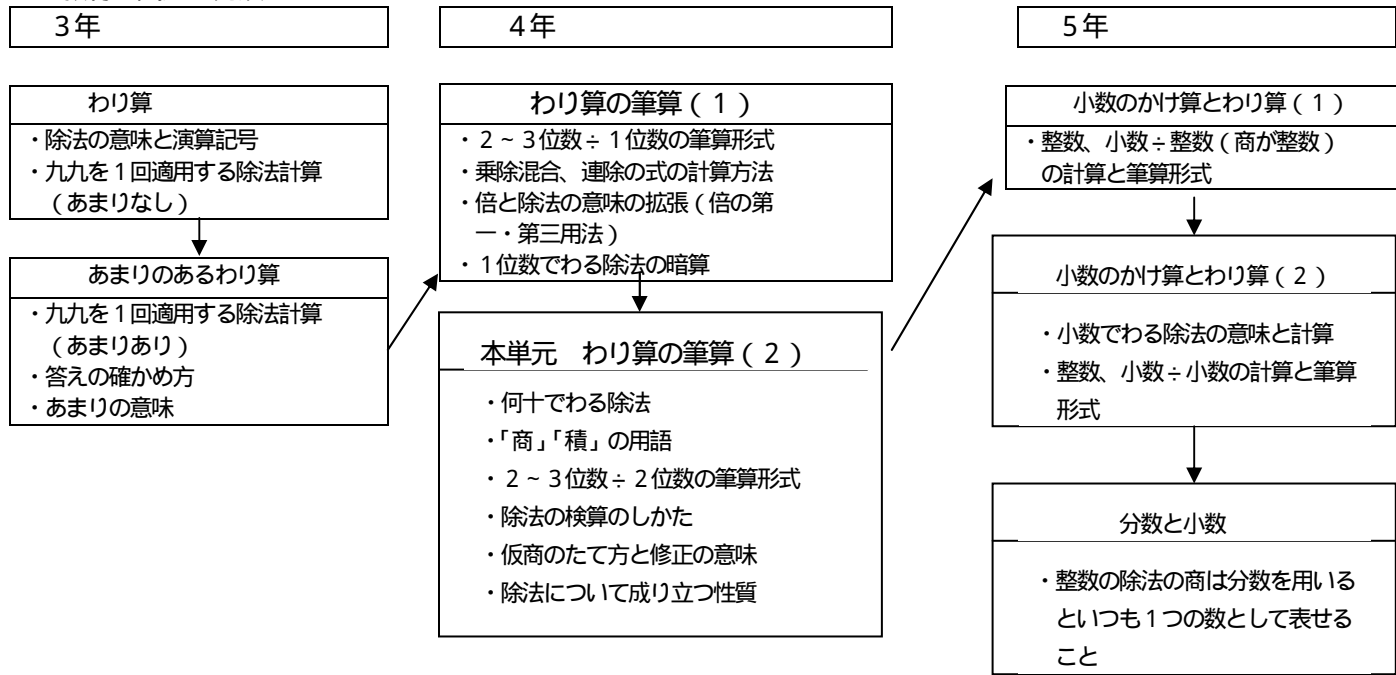 3年
わり算
・除法の意味と演算記号
・九九を1回適用する除法計算
（あまりなし）
あまりのあるわり算
・九九を1回適用する除法計算
（あまりあり）
・答えの確かめ方
・あまりの意味
4年
わり算の筆算（1）
・2～3位数÷1位数の筆算形式
・乗除混合、連除の式の計算方法
・倍と除法の意味の拡張（倍の第
一・第三用法）
・1位数でわる除法の暗算
本単元　わり算の筆算（2）
・何十でわる除法
・「商」「積」の用語
・2～3位数÷2位数の筆算形式
・除法の検算のしかた
・仮商のたて方と修正の意味
・除法について成り立つ性質
5年
小数のかけ算とわり算（1）
・整数、小数÷整数（商が整数）
の計算と筆算形式
小数のかけ算とわり算（2）
・小数でわる除法の意味と計算
・整数、小数÷小数の計算と筆算
形式
分数と小数
・整数の除法の商は分数を用いる
といつも1つの数として表せる
こと